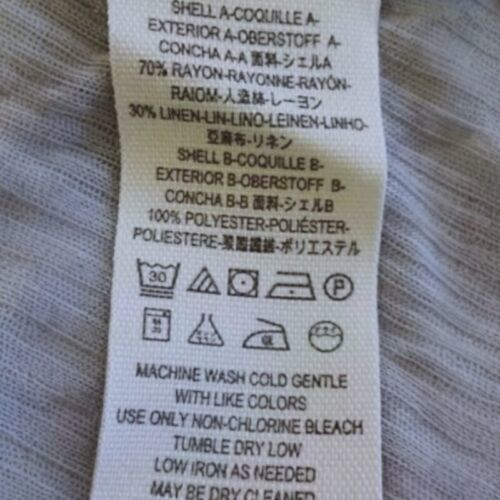 SHELL A-COQUILLE A-
EXTERIOR A-OBERSTOFF A-
CONCHA A-A 面料-シェルA
70% RAYON-RAYONNE-RAYÓN-
RAIOM-人造絲-レーヨン
30% LINEN-LIN-LINO-LEINEN-LINHO-
亞麻布-リネン
SHELL B-COQUILLE B-
EXTERIOR B-OBERSTOFF B-
CONCHA B-B 面料-シェルB
100% POLYESTER-POLIÉSTER-
POLIESTERE-聚酯纖維-ポリエステル
30 P
MACHINE WASH COLD GENTLE
WITH LIKE COLORS
USE ONLY NON-CHLORINE BLEACH
TUMBLE DRY LOW
LOW IRON AS NEEDED
MAY BE DRY CLEANED